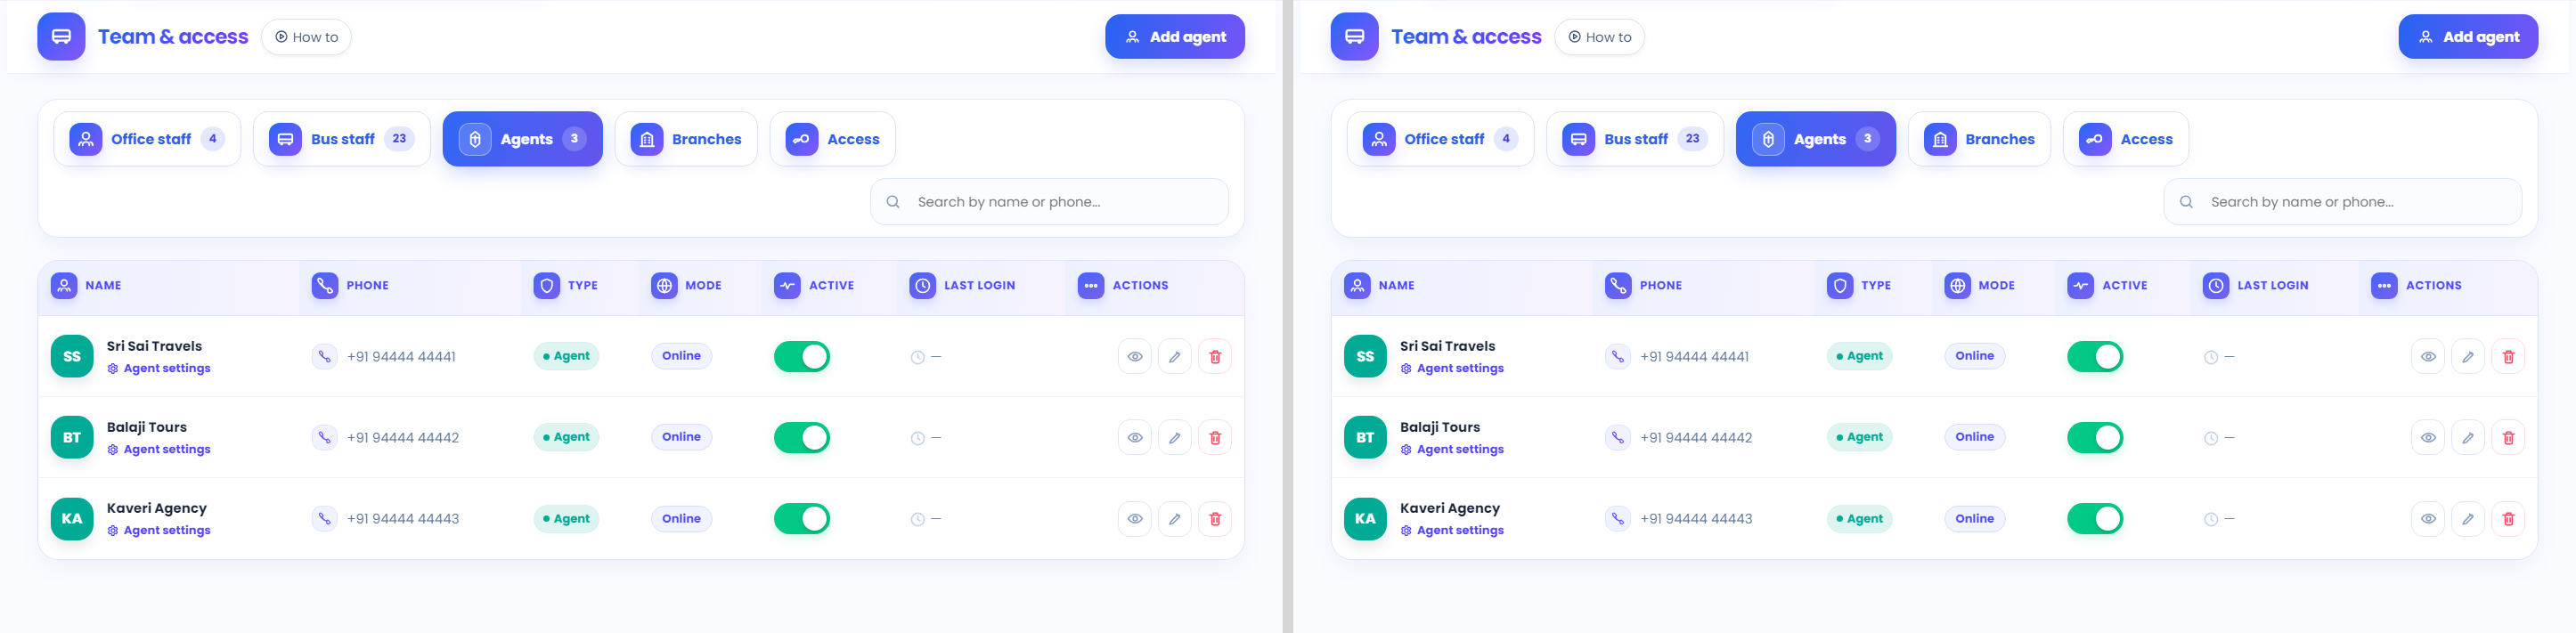 Team & access How to Add agent
Office staff 4 Bus staff 23 Agents 3 Branches Access
Search by name or phone...
NAME PHONE TYPE MODE ACTIVE LAST LOGIN ACTIONS
SS Sri Sai Travels +91 94444 44441 Agent Online —
Agent settings
BT Balaji Tours +91 94444 44442 Agent Online —
Agent settings
KA Kaveri Agency +91 94444 44443 Agent Online —
Agent settings
Team & access How to Add agent
Office staff 4 Bus staff 23 Agents 3 Branches Access
Search by name or phone...
NAME PHONE TYPE MODE ACTIVE LAST LOGIN ACTIONS
SS Sri Sai Travels +91 94444 44441 Agent Online —
Agent settings
BT Balaji Tours +91 94444 44442 Agent Online —
Agent settings
KA Kaveri Agency +91 94444 44443 Agent Online —
Agent settings